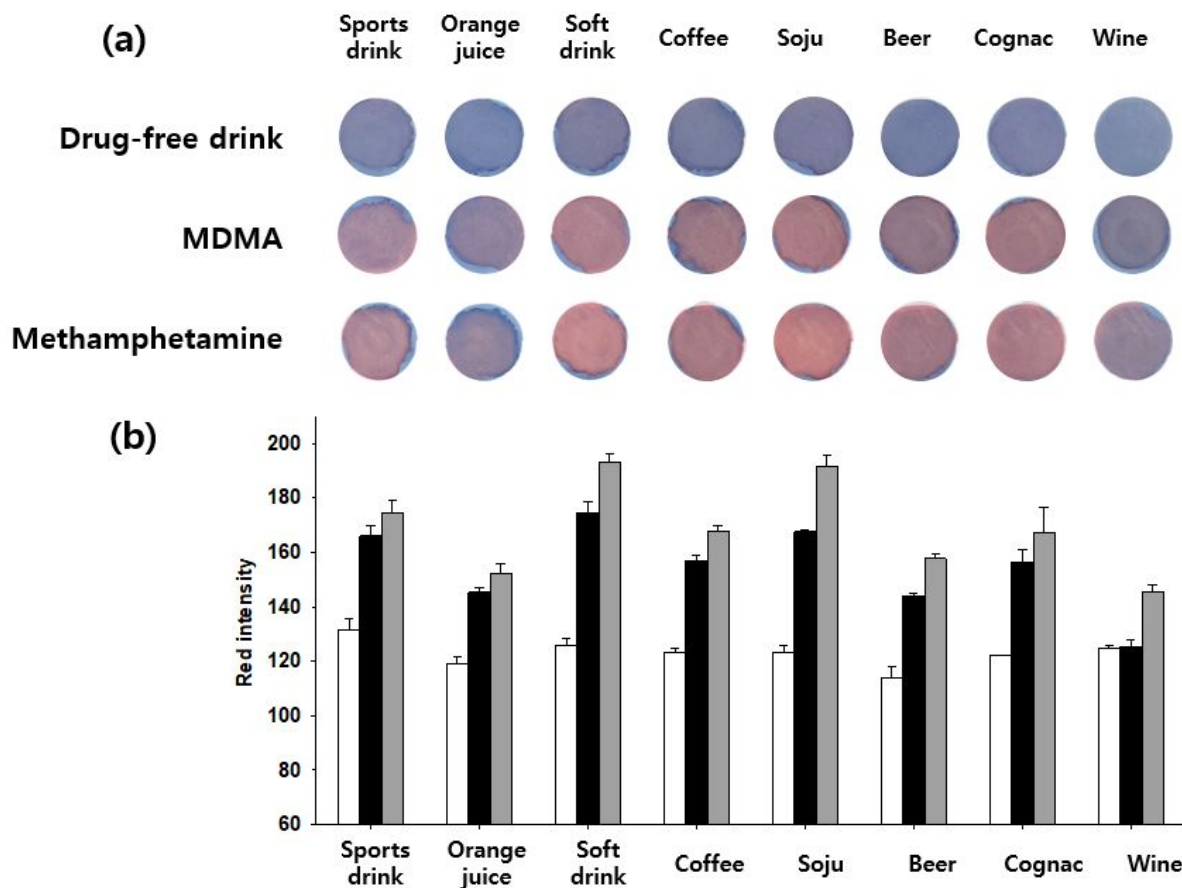 (a)
Sports drink Orange juice Soft drink Coffee Soju Beer Cognac Wine
Drug-free drink
MDMA
Methamphetamine
(b)
Red intensity
200
180
160
140
120
100
80
60
Sports drink Orange juice Soft drink Coffee Soju Beer Cognac Wine